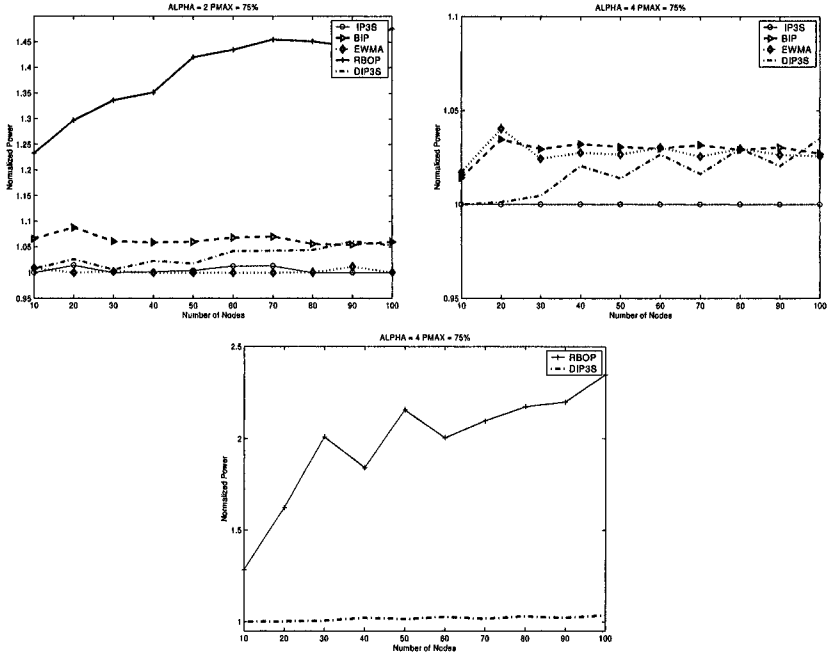 ALPHA = 2 PMAX = 75%
1.5
1.45
1.4
1.35
1.3
1.25
1.2
1.15
1.1
1.05
1
0.95
Normalized Power
10 20 30 40 50 60 70 80 90 100
Number of Nodes
IP3S
BIP
EWMA
RBOP
DIP3S
ALPHA = 4 PMAX = 75%
1.1
1.05
1
0.95
Normalized Power
10 20 30 40 50 60 70 80 90 100
Number of Nodes
IP3S
BIP
EWMA
DIP3S
ALPHA = 4 PMAX = 75%
2.5
2
1.5
1
Normalized Power
10 20 30 40 50 60 70 80 90 100
Number of Nodes
RBOP
DIP3S